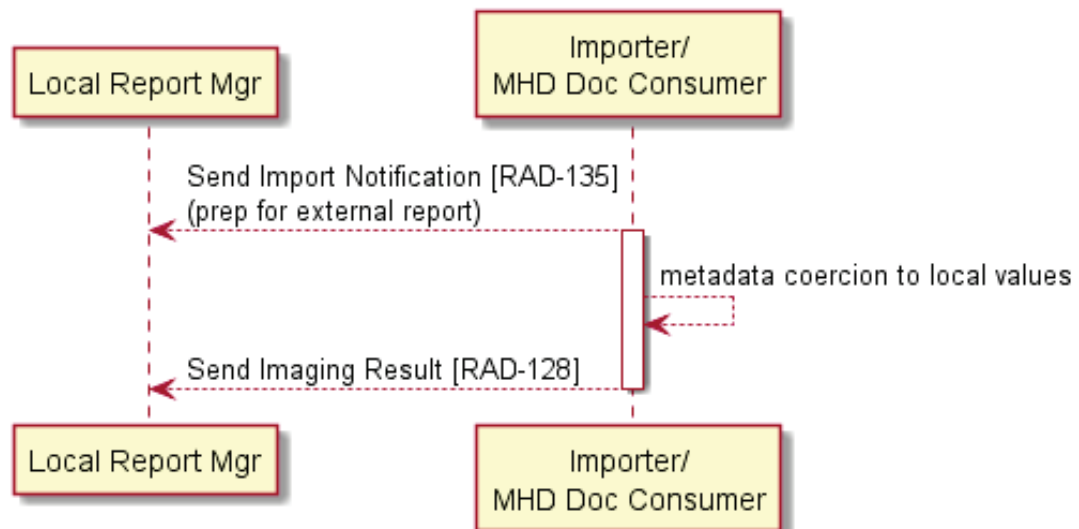 Local Report Mgr
Importer/
MHD Doc Consumer
Send Import Notification [RAD-135]
(prep for external report)
metadata coercion to local values
Send Imaging Result [RAD-128]
Local Report Mgr
Importer/
MHD Doc Consumer